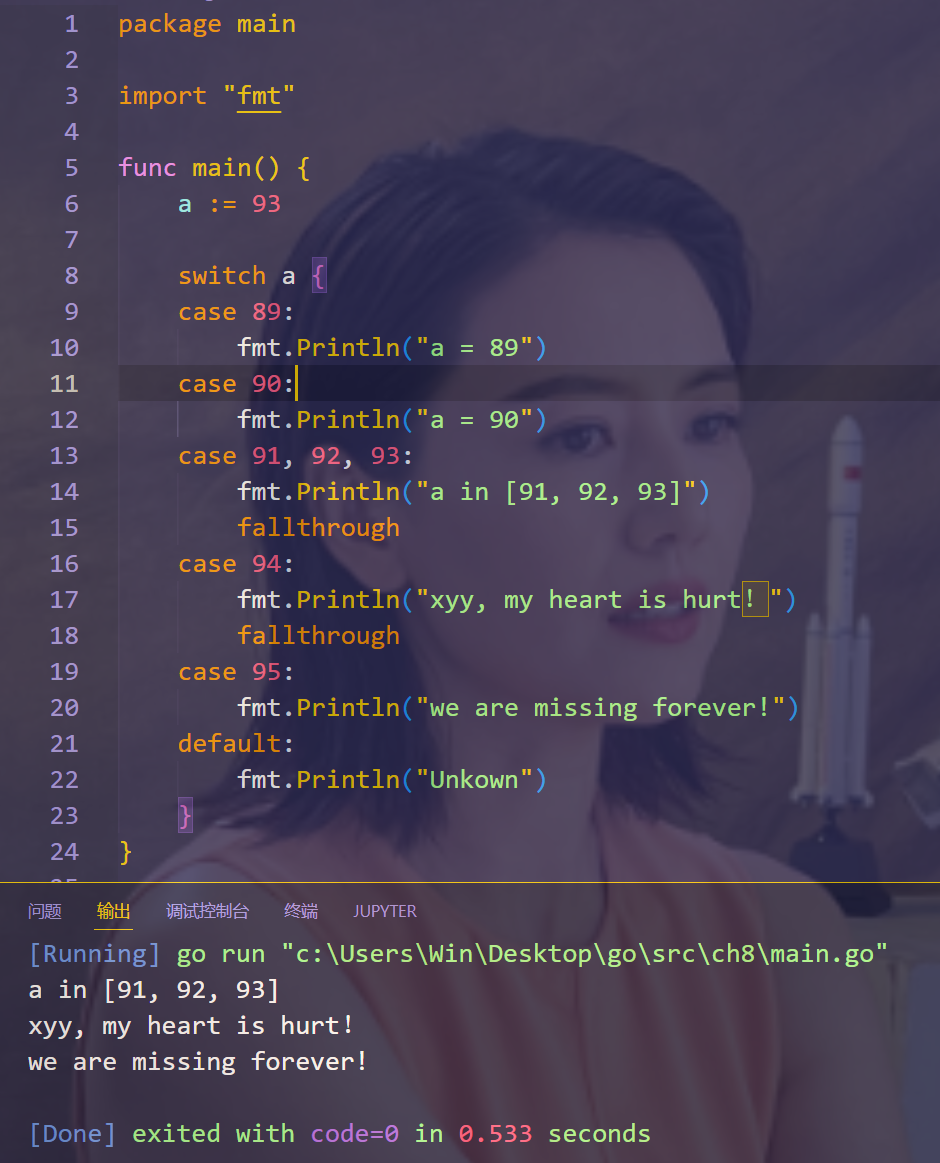 1 package main
2
3 import "fmt"
4
5 func main() {
6 a := 93
7
8 switch a {
9 case 89:
10 fmt.Println("a = 89")
11 case 90:
12 fmt.Println("a = 90")
13 case 91, 92, 93:
14 fmt.Println("a in [91, 92, 93]")
15 fallthrough
16 case 94:
17 fmt.Println("xyy, my heart is hurt！")
18 fallthrough
19 case 95:
20 fmt.Println("we are missing forever!")
21 default:
22 fmt.Println("Unkown")
23 }
24 }
问题 输出 调试控制台 终端 JUPYTER
[Running] go run "c:\Users\Win\Desktop\go\src\ch8\main.go"
a in [91, 92, 93]
xyy, my heart is hurt！
we are missing forever!
[Done] exited with code=0 in 0.533 seconds